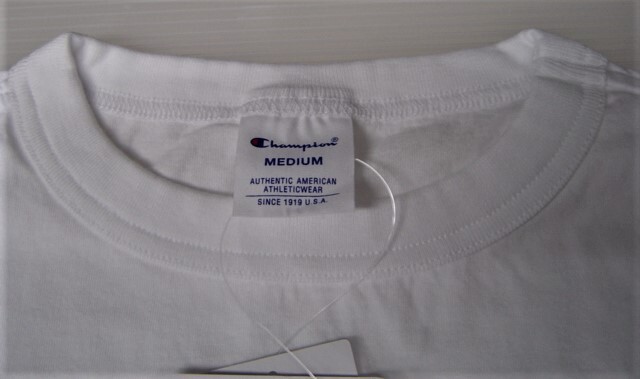 Champion®
MEDIUM
AUTHENTIC AMERICAN
ATHLETICWEAR
SINCE 1919 U.S.A.